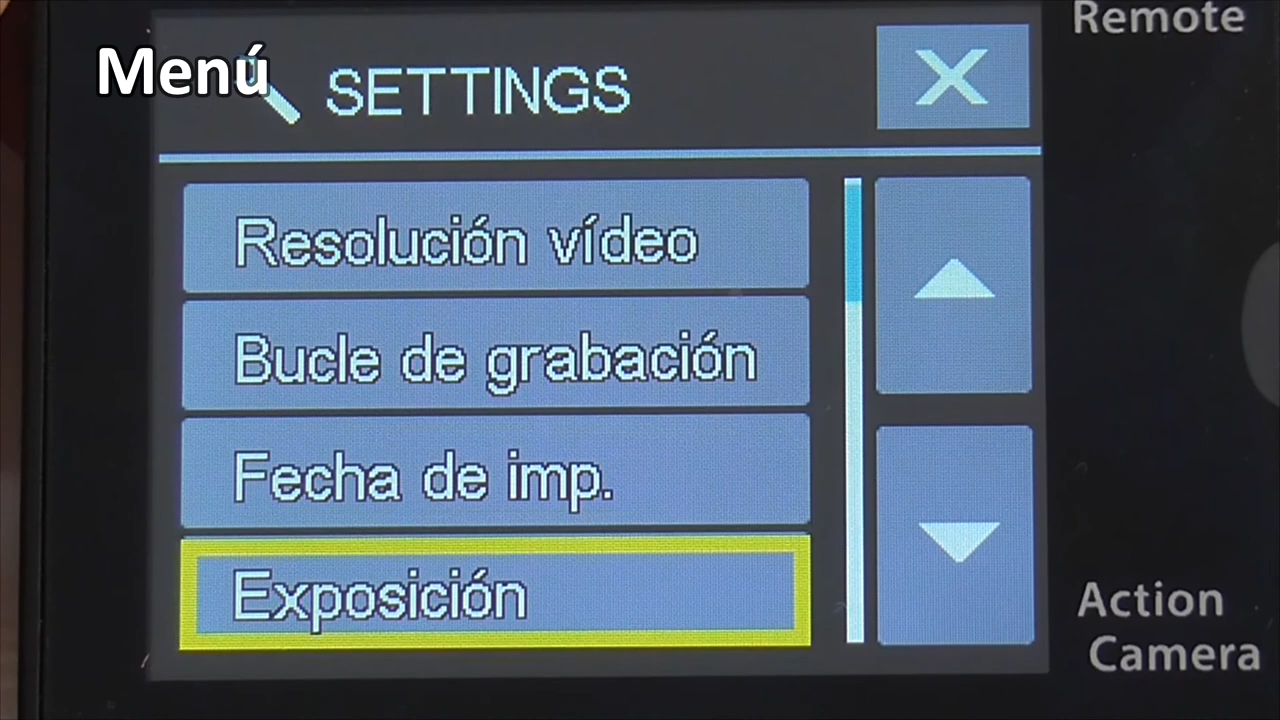 Menú
SETTINGS
Remote
Resolución vídeo
Bucle de grabación
Fecha de imp.
Exposición
Action
Camera